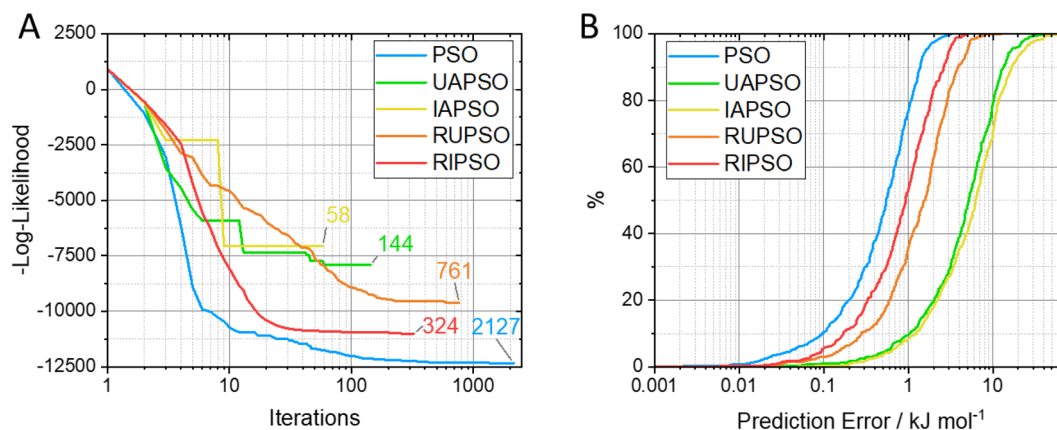 A
2500
0
-2500
-5000
-7500
-10000
-12500
-Log-Likelihood
1
10
100
1000
Iterations
PSO
UAPSO
IAPSO
RUPSO
RIPSO
58
144
761
324
2127
B
100
80
60
40
20
0
%
0.001
0.01
0.1
1
10
Prediction Error / kJ mol⁻¹
PSO
UAPSO
IAPSO
RUPSO
RIPSO